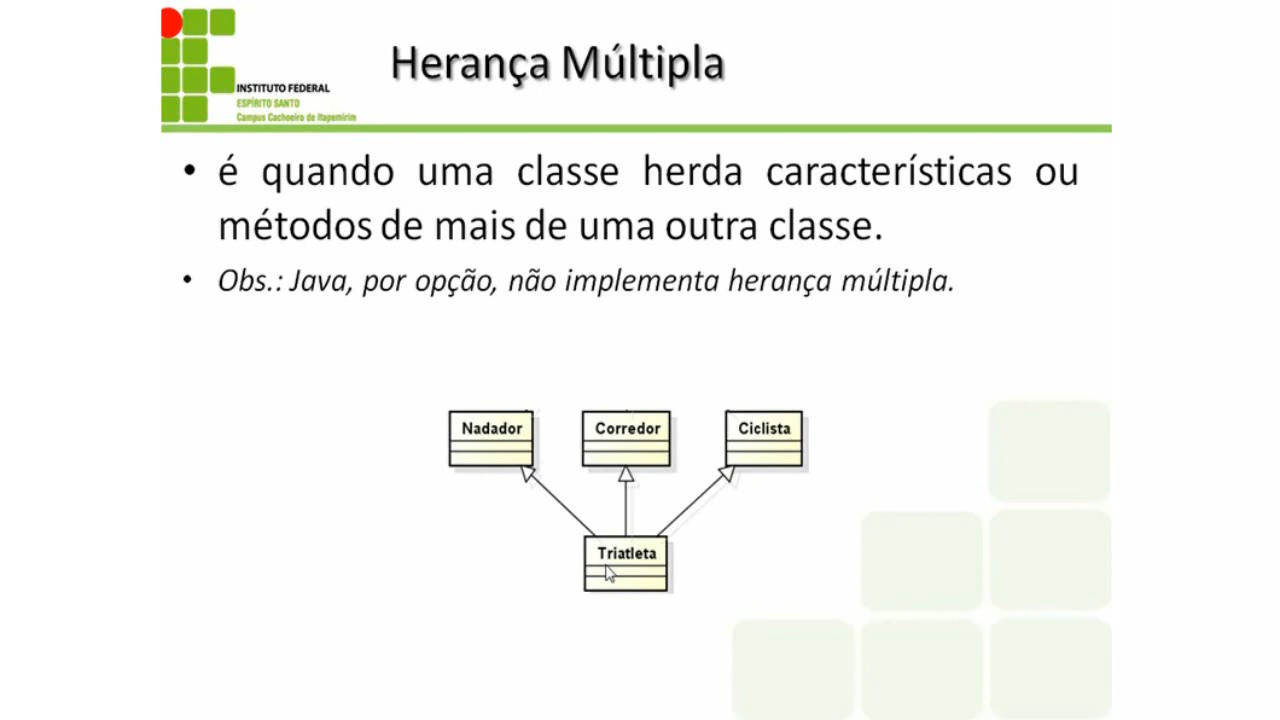 INSTITUTO FEDERAL
ESPÍRITO SANTO
Campus Cachoeiro de Itapemirim
Herança Múltipla
• é quando uma classe herda características ou
métodos de mais de uma outra classe.
• Obs.: Java, por opção, não implementa herança múltipla.
Nadador Corredor Ciclista
Triatleta